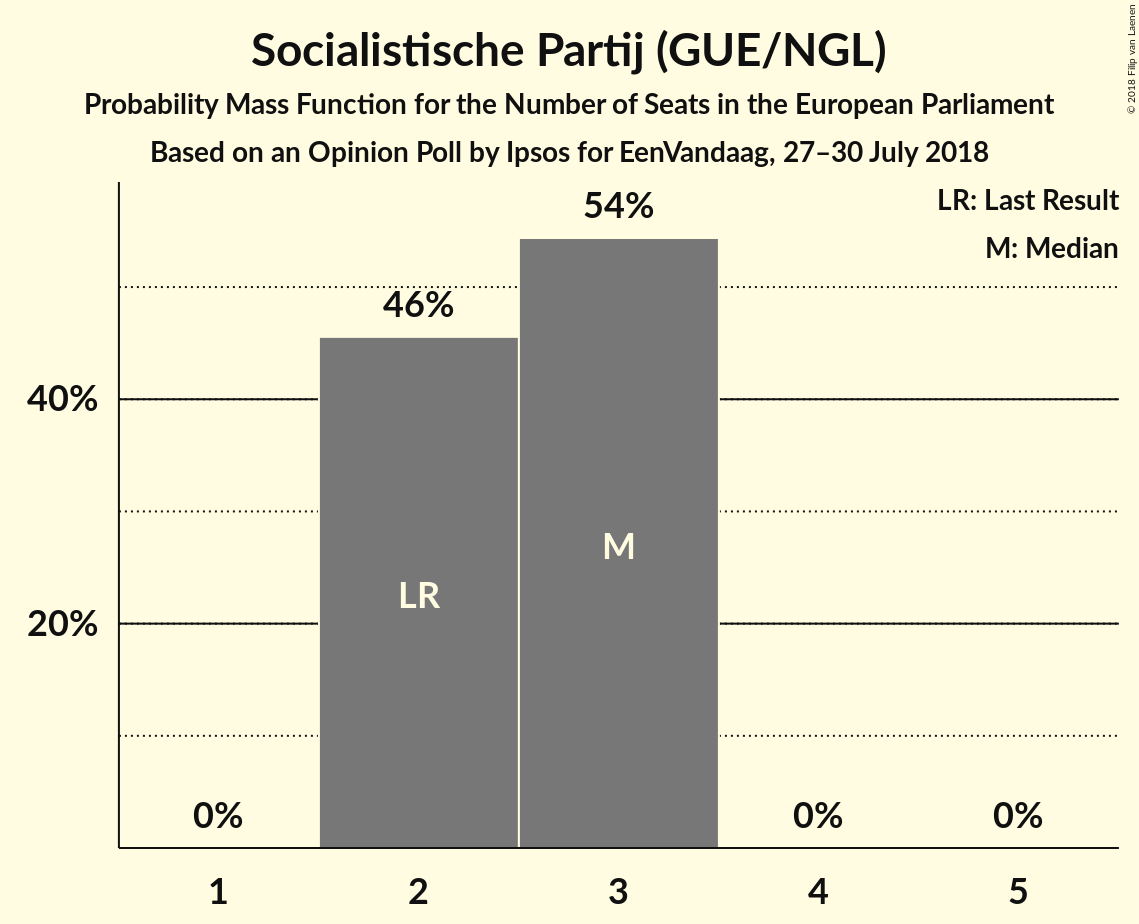 Socialistische Partij (GUE/NGL)
Probability Mass Function for the Number of Seats in the European Parliament
Based on an Opinion Poll by Ipsos for EenVandaag, 27–30 July 2018
© 2018 Filip van Laenen
LR: Last Result
M: Median
54%
46%
40%
M
LR
20%
0%
0%
0%
1
2
3
4
5